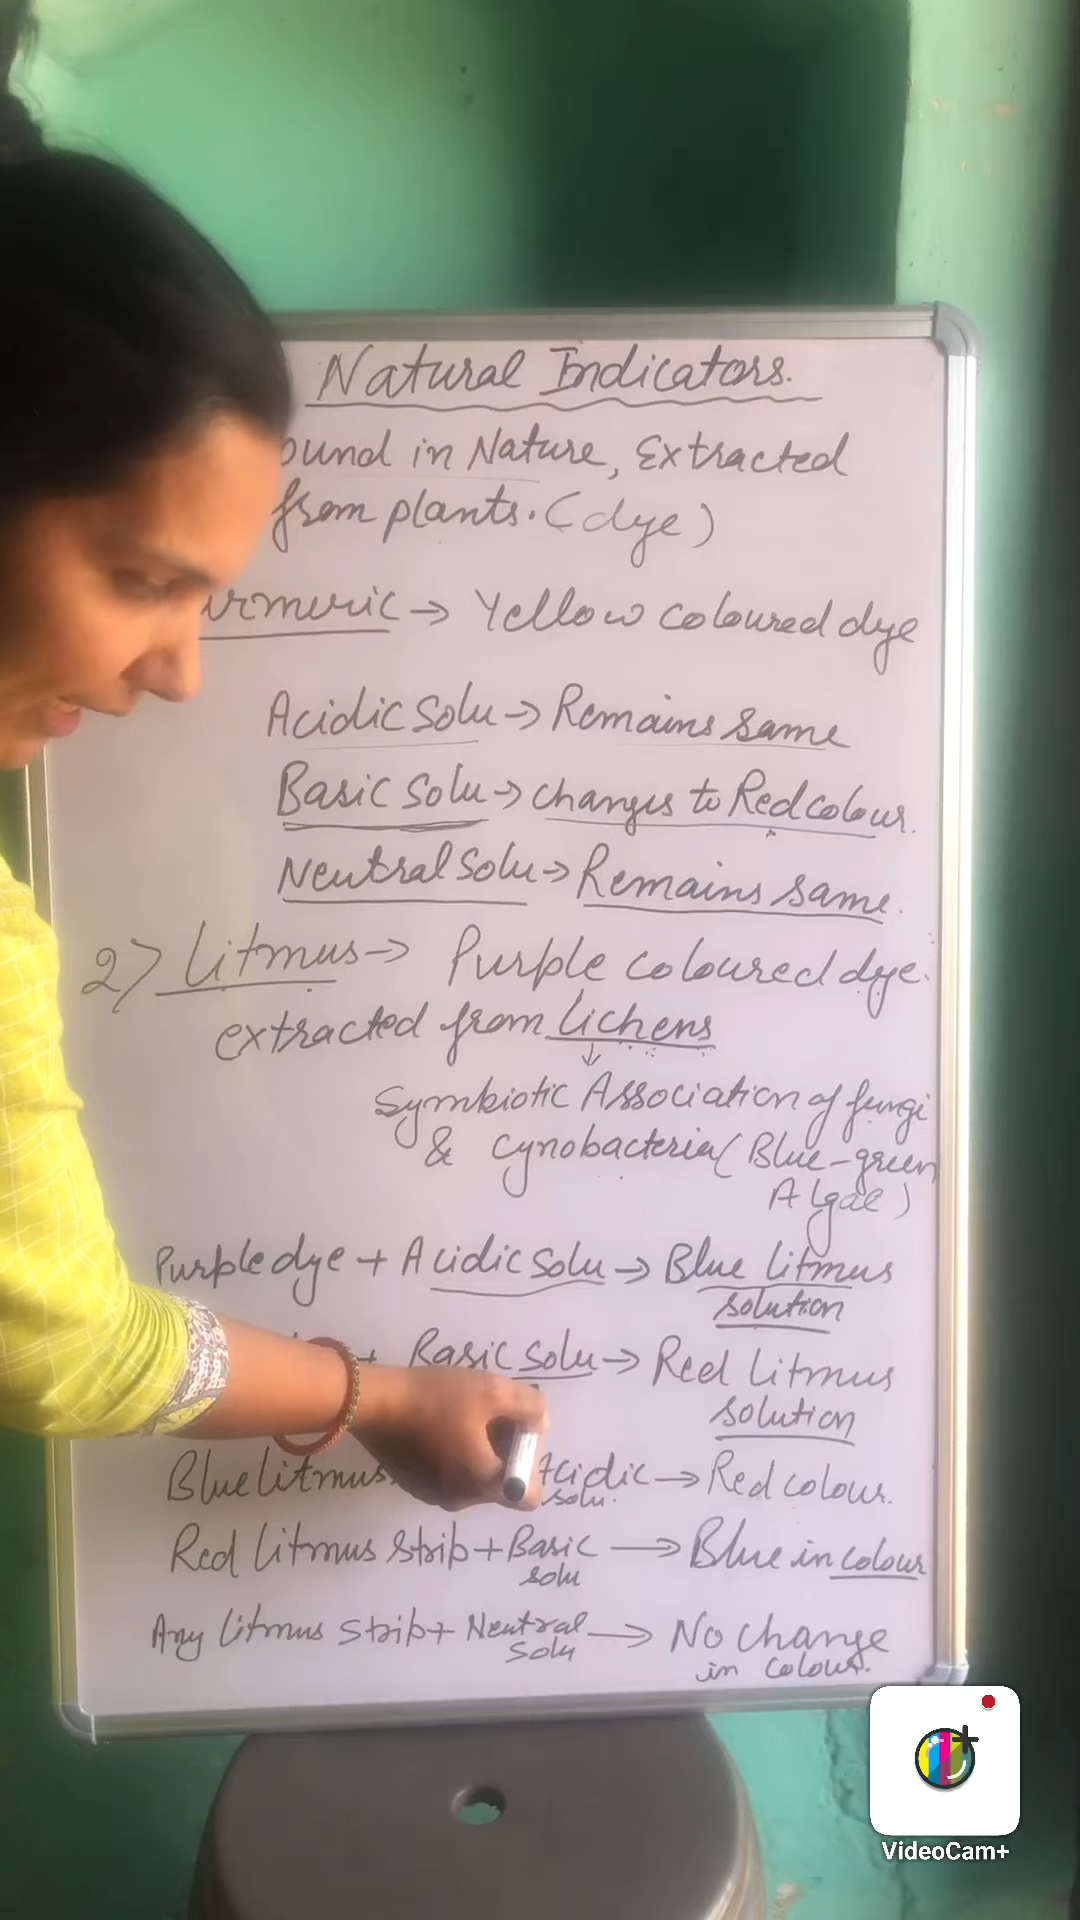 Natural Indicators.
ound in Nature, Extracted
from plants. (dye)
urmeric → Yellow coloured dye
Acidic Solu → Remains same
Basic Solu → changes to Red colour.
Neutral Solu → Remains same.
2) Litmus → Purple coloured dye.
extracted from lichens
↓
Symbiotic Association of fungi
& Cynobacteria (Blue-green
Algae)
Purple dye + Acidic Solu → Blue litmus
solution
+ Basic Solu → Red Litmus
solution
Blue litmus Acidic → Red colour.
solu.
Red litmus strip + Basic → Blue in colour
solu
Any litmus strip + Neutral → No change
Solu in colour.
VideoCam+